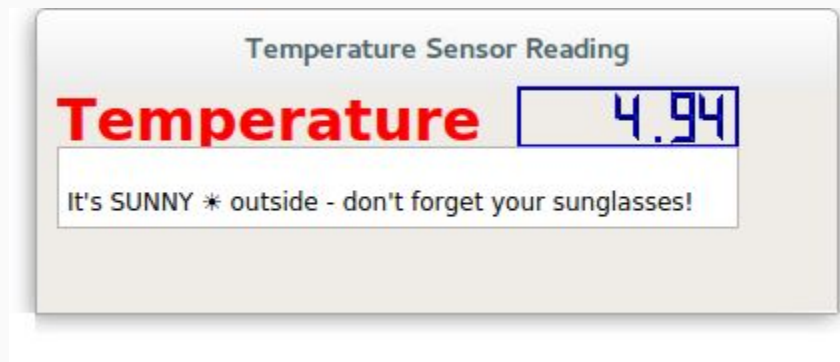 Temperature Sensor Reading
Temperature 4.94
It's SUNNY ☀ outside - don't forget your sunglasses!